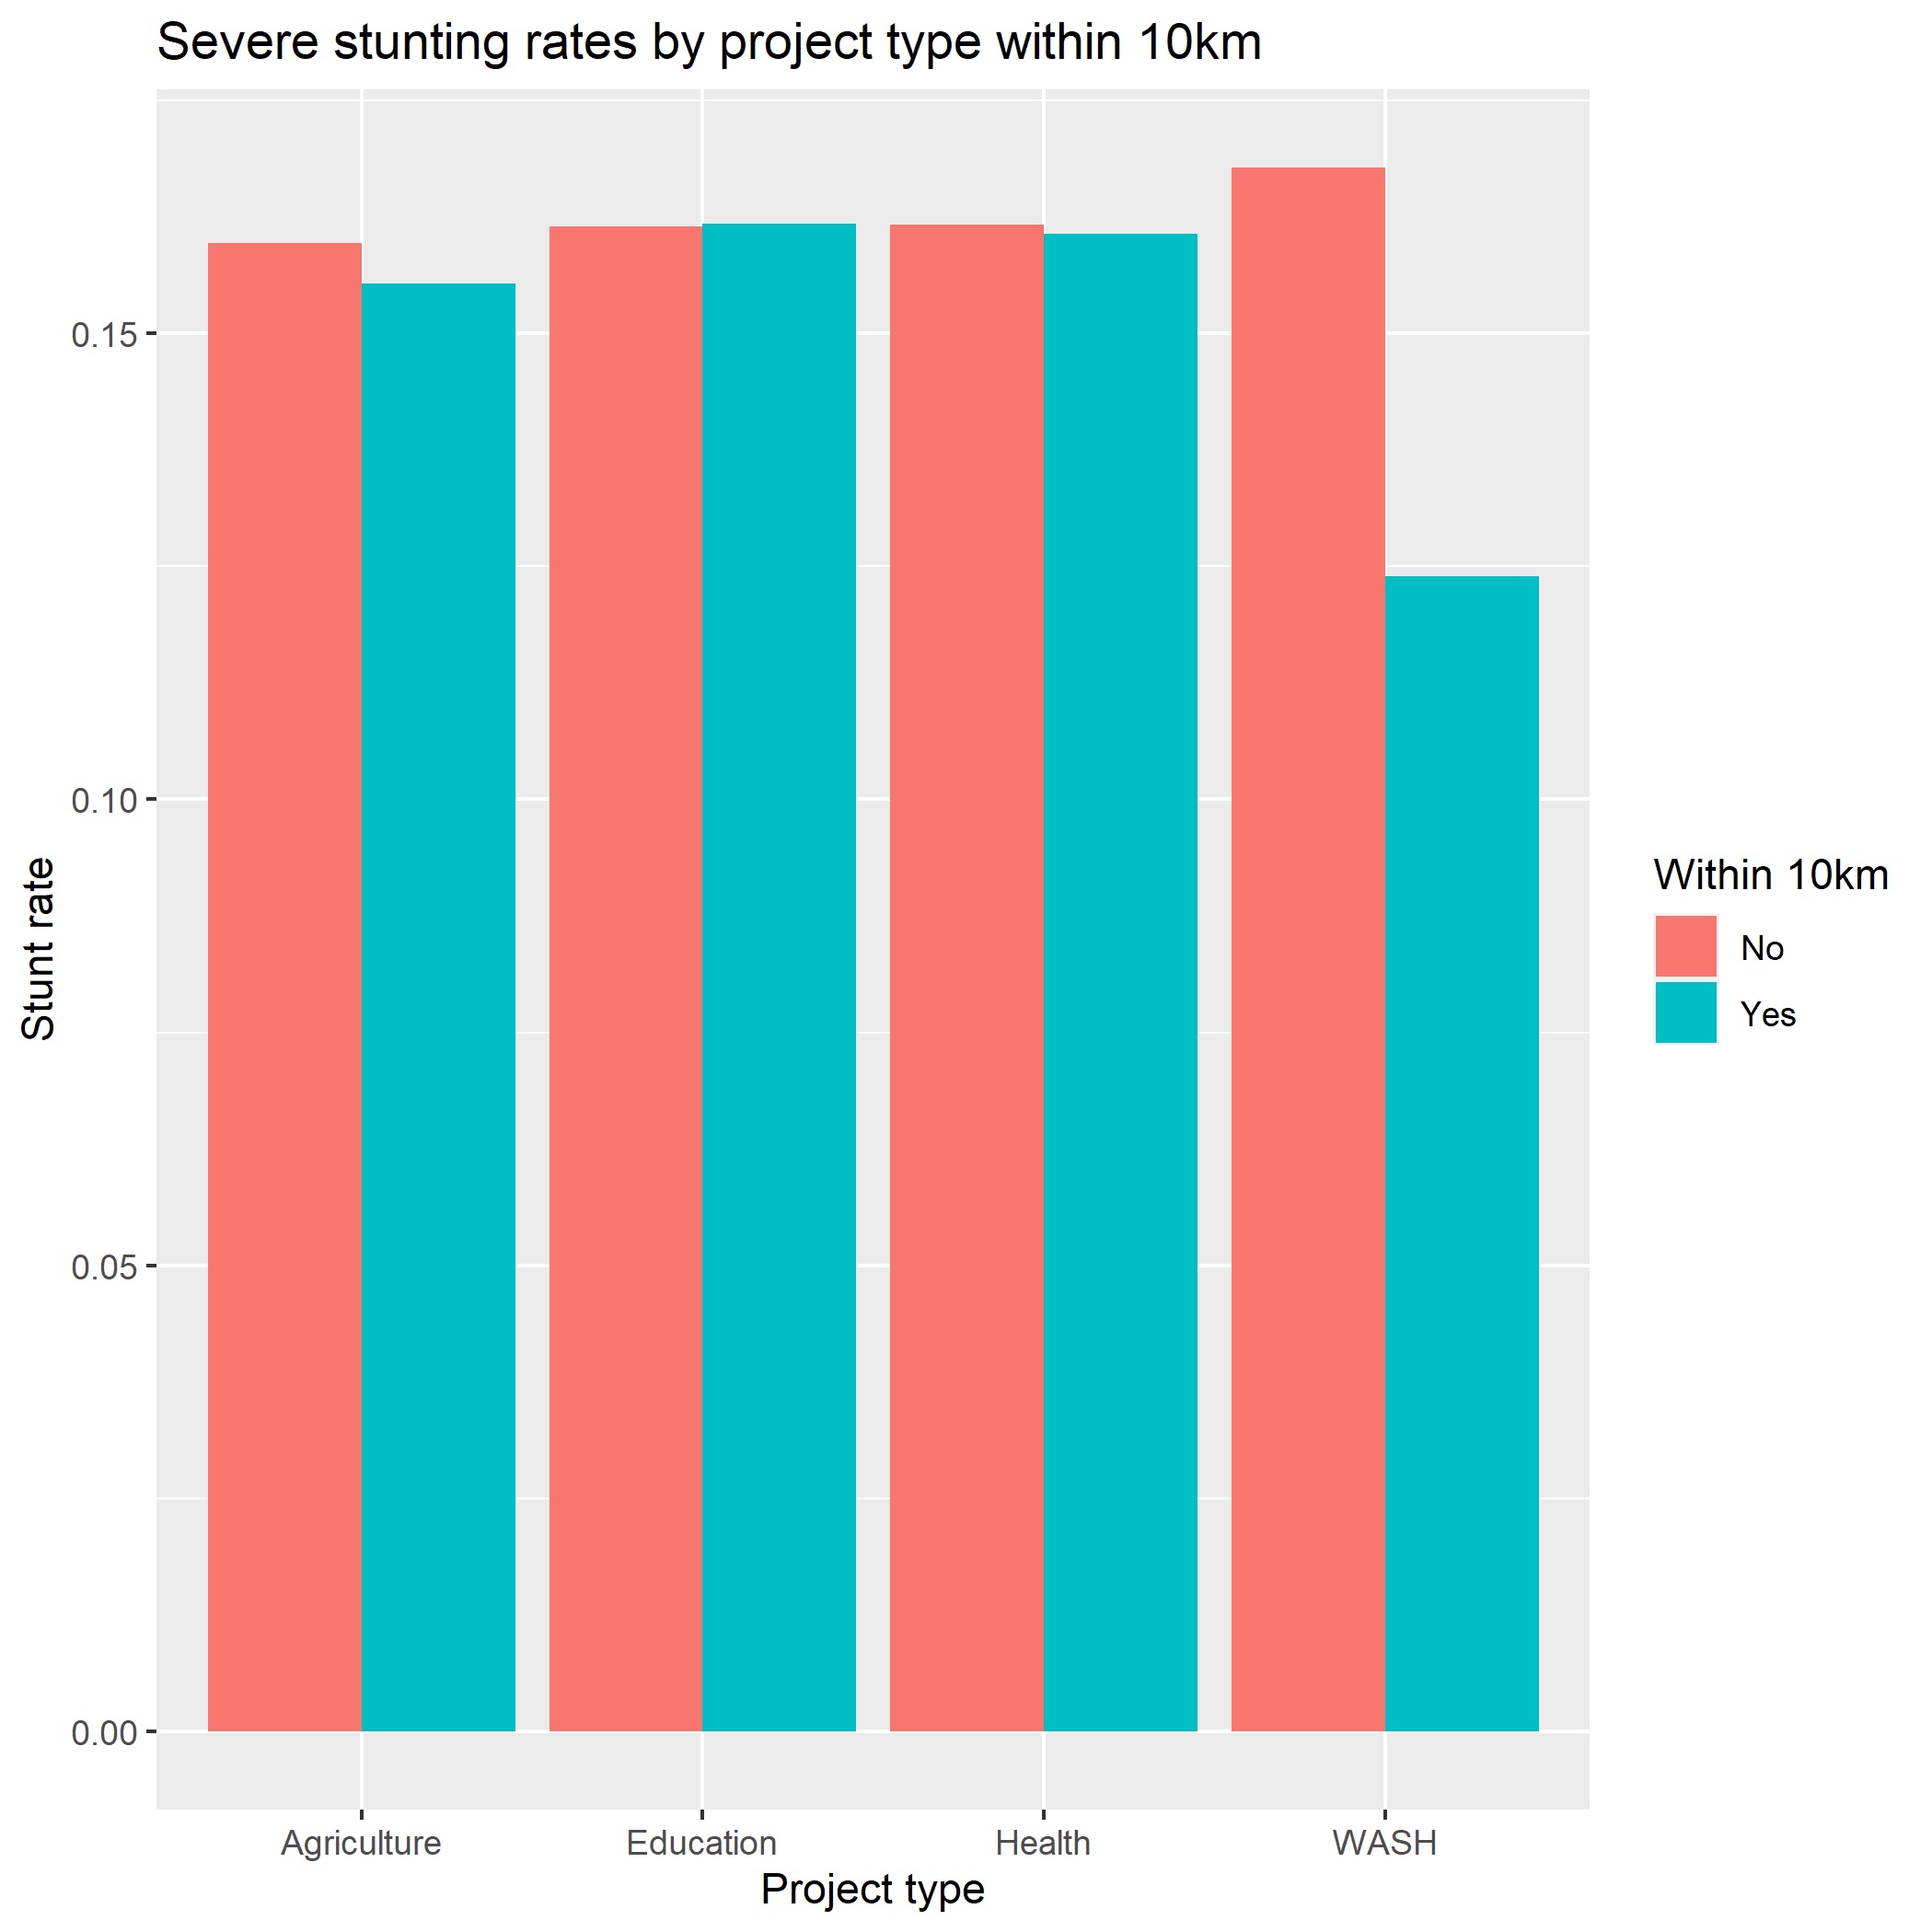 Severe stunting rates by project type within 10km
Stunt rate
0.15
0.10
0.05
0.00
Agriculture Education Health WASH
Project type
Within 10km
No
Yes